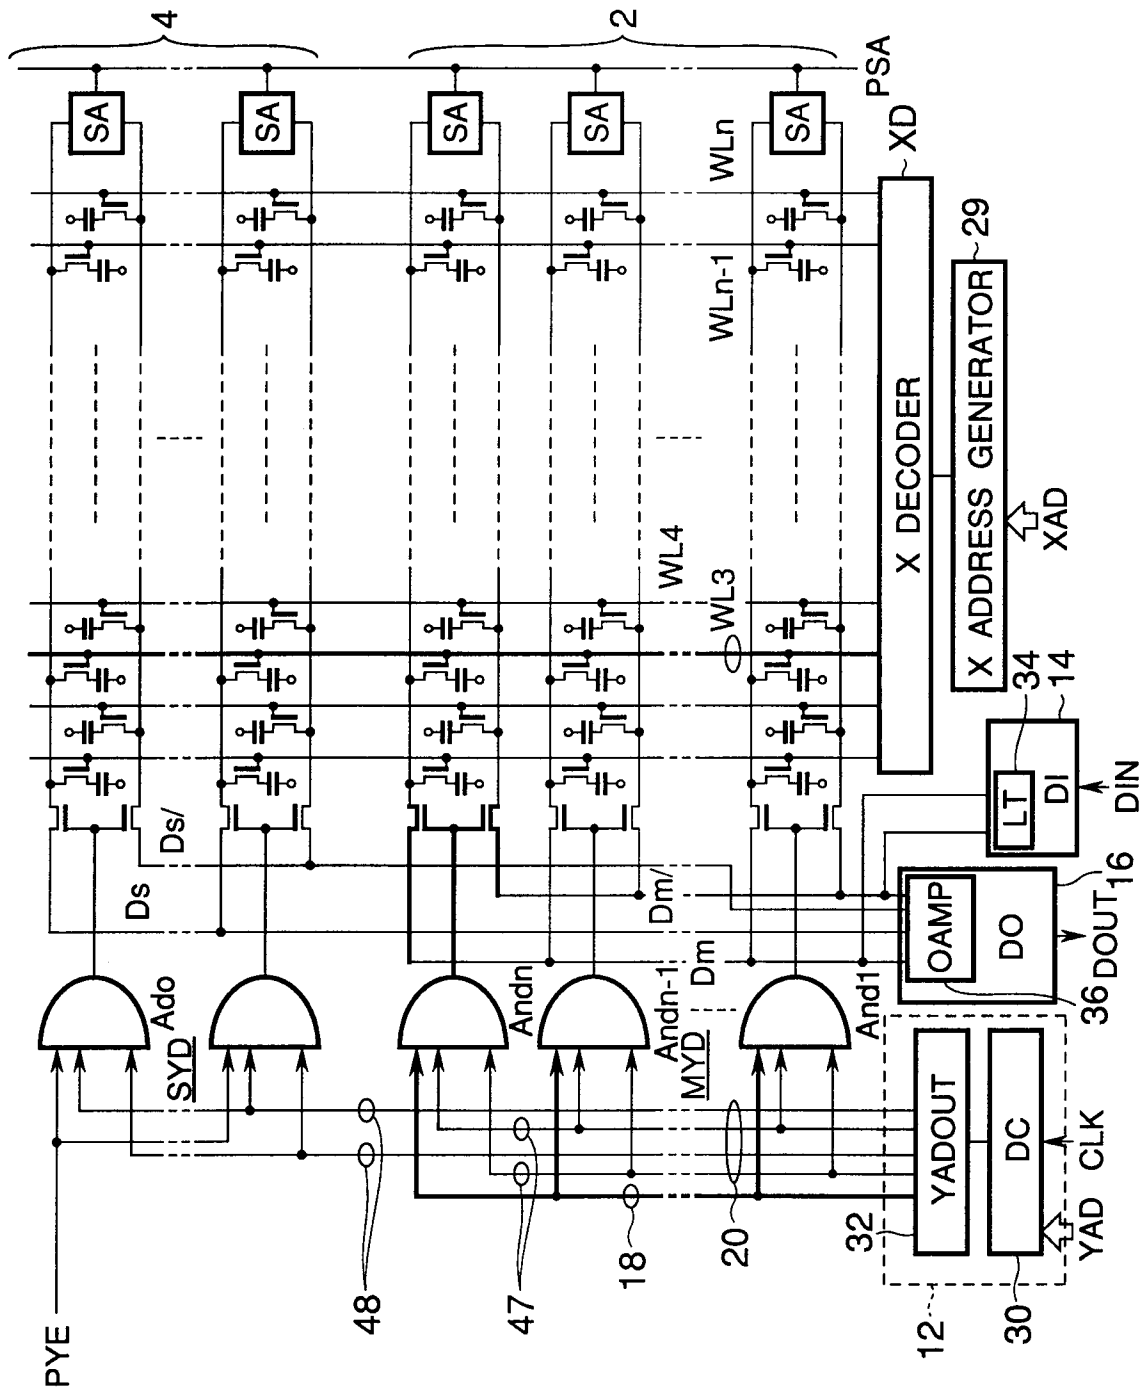 4
2
PSA
SA
SA
SA
SA
SA
WLn
XD
WLn-1
29
X DECODER
X ADDRESS GENERATOR
XAD
WL4
WL3
34
14
LT
DI
DIN
Ds/
Ds
Dm/
Dm
OAMP
DO
16
DOUT
36
Ado
SYD
Andn
Andn-1
MYD
And1
YADOUT
DC
CLK
YAD
32
30
12
20
18
47
48
PYE